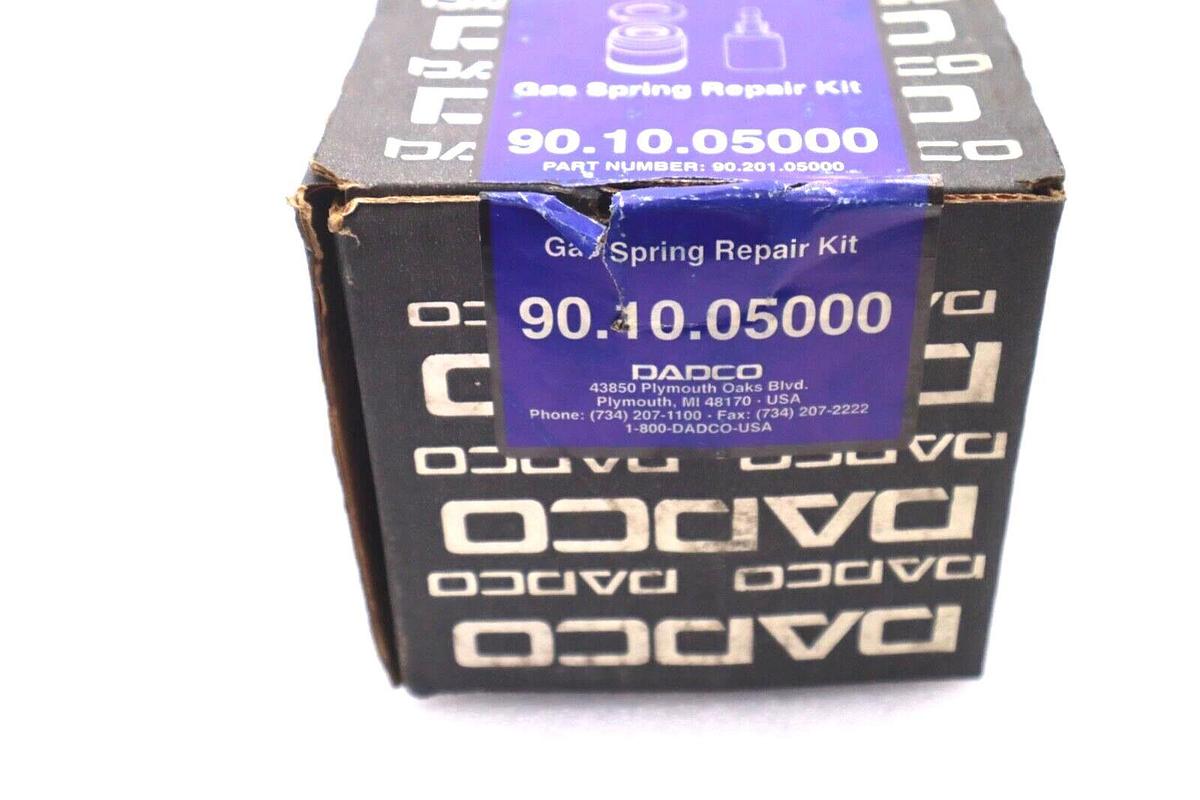 Gas Spring Repair Kit
90.10.05000
PART NUMBER: 90.201.05000
Gas Spring Repair Kit
90.10.05000
DADCO
43850 Plymouth Oaks Blvd.
Plymouth, MI 48170 · USA
Phone: (734) 207-1100 · Fax: (734) 207-2222
1-800-DADCO-USA
DADCO DADCO
DADCO DADCO
DADCO DADCO
DADCO DADCO